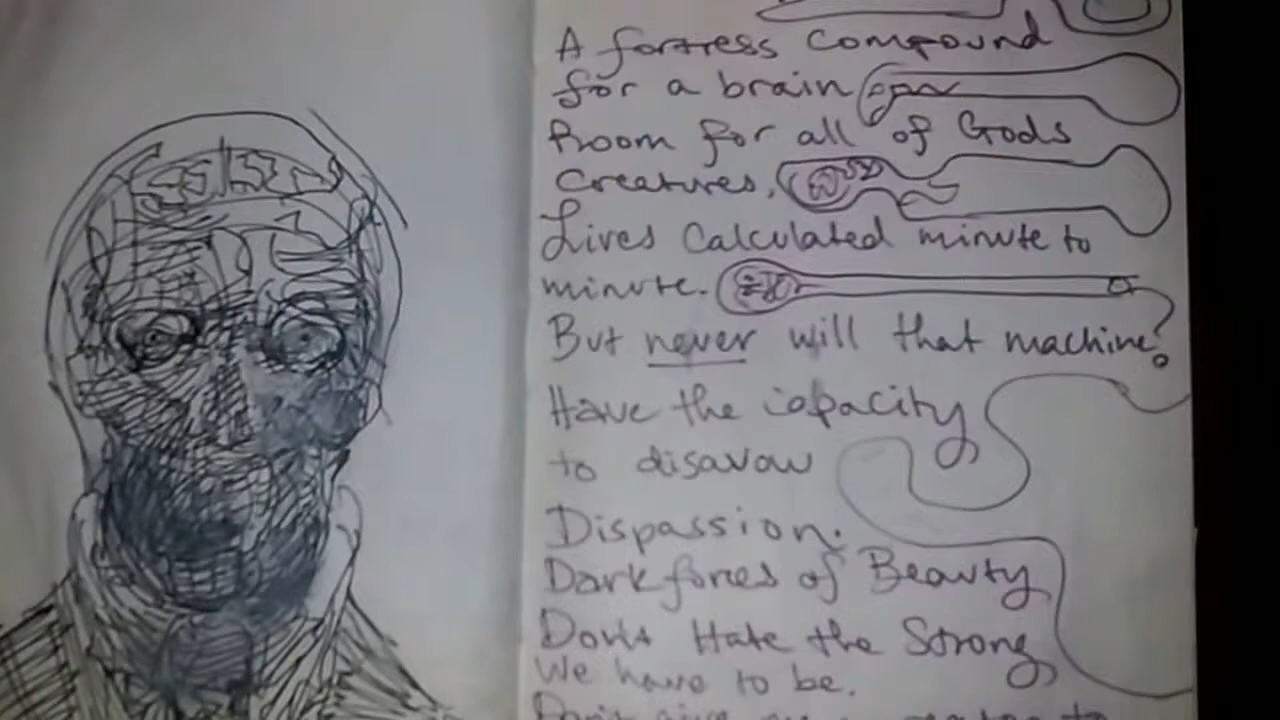 A fortress compound
for a brain
Room for all of Gods
Creatures.
Lives calculated minute to
minute.
But never will that machine
Have the capacity
to disavow
Dispassion.
Dark forces of Beauty
Don't Hate the Strong
We have to be.